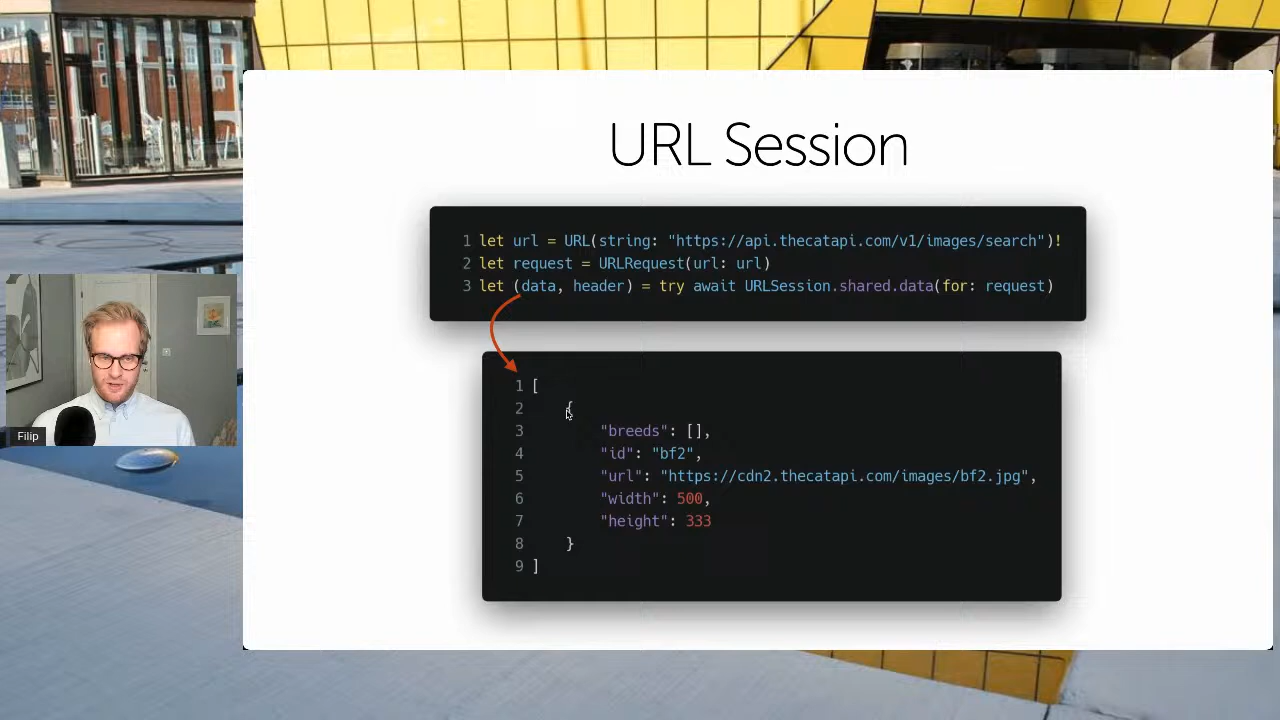 URL Session
1 let url = URL(string: "https://api.thecatapi.com/v1/images/search")!
2 let request = URLRequest(url: url)
3 let (data, header) = try await URLSession.shared.data(for: request)
1 [
2 {
3 "breeds": [],
4 "id": "bf2",
5 "url": "https://cdn2.thecatapi.com/images/bf2.jpg",
6 "width": 500,
7 "height": 333
8 }
9 ]
Filip